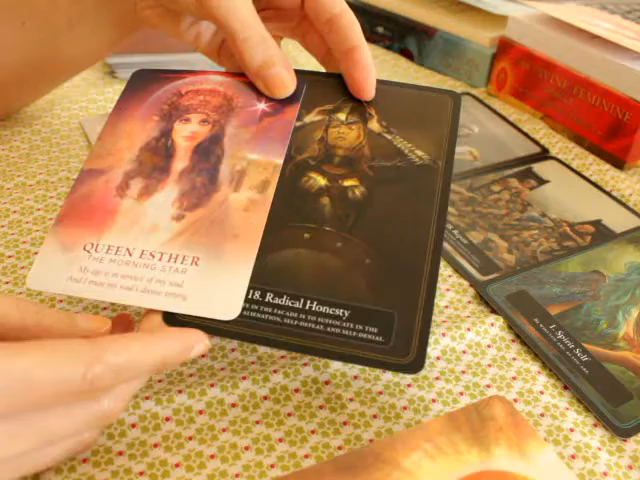 QUEEN ESTHER
THE MORNING STAR
My ego is in service of my soul.
And I trust my soul's divine timing.
18. Radical Honesty
IN THE FACADE IS TO SUFFOCATE IN THE
ALIENATION, SELF-DEFEAT, AND SELF-DENIAL.
1. Spirit-Self
DIVINE FEMININE